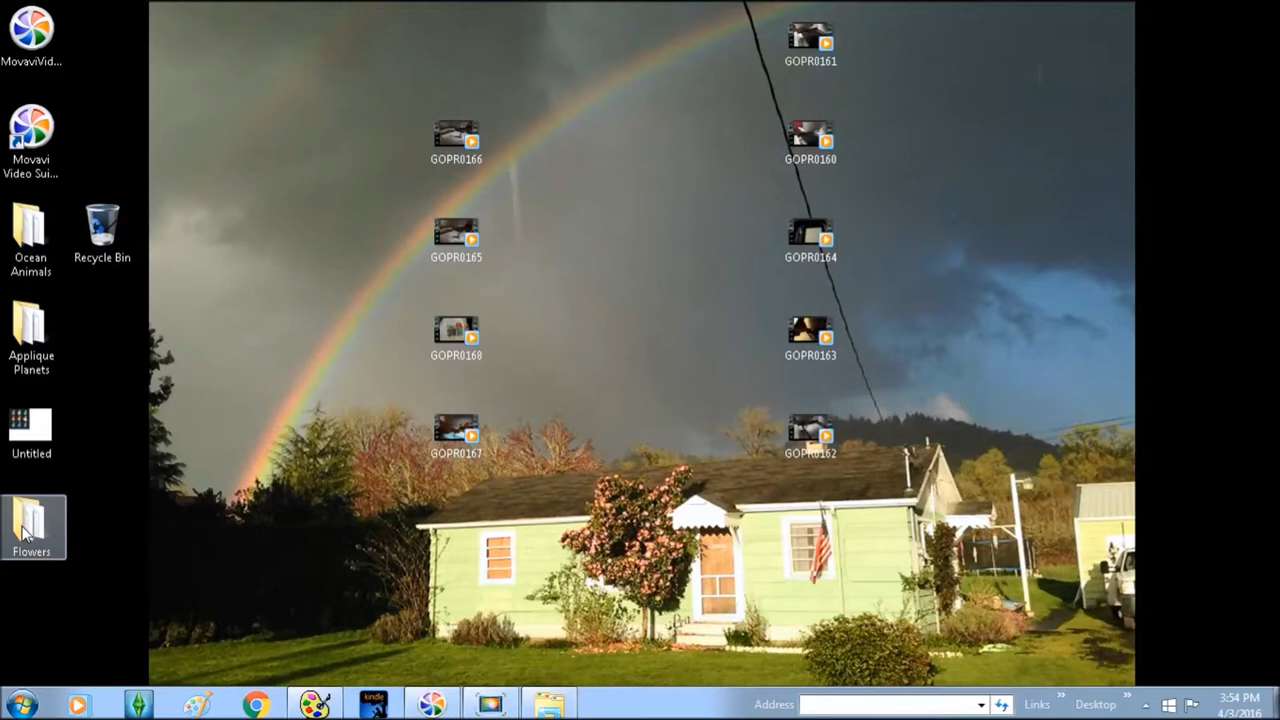 MovaviVid...
Movavi
Video Sui...
Ocean
Animals
Recycle Bin
Applique
Planets
Untitled
Flowers
GOPR0166
GOPR0165
GOPR0168
GOPR0167
GOPR0161
GOPR0160
GOPR0164
GOPR0163
GOPR0162
kindle
Address
Links
»
Desktop
»
3:54 PM
4/3/2016